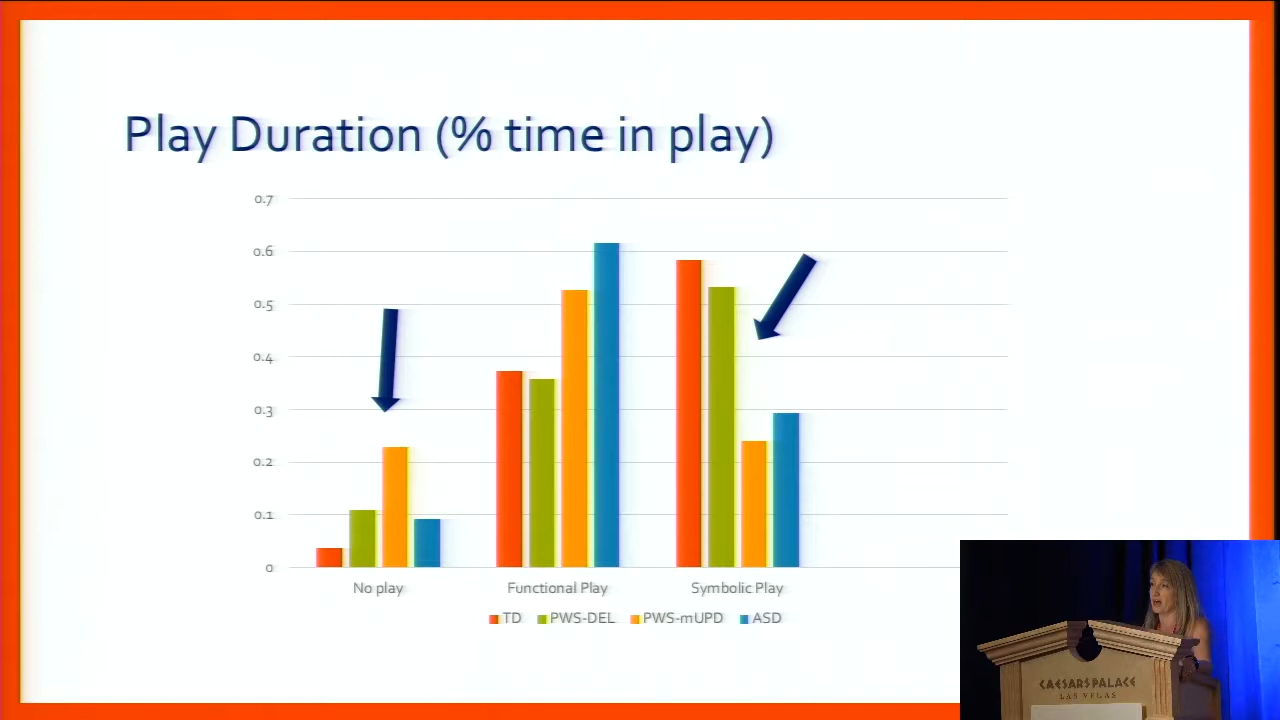 Play Duration (% time in play)
0.7
0.6
0.5
0.4
0.3
0.2
0.1
0
No play Functional Play Symbolic Play
TD PWS-DEL PWS-mUPD ASD
CAESARS PALACE
LAS VEGAS